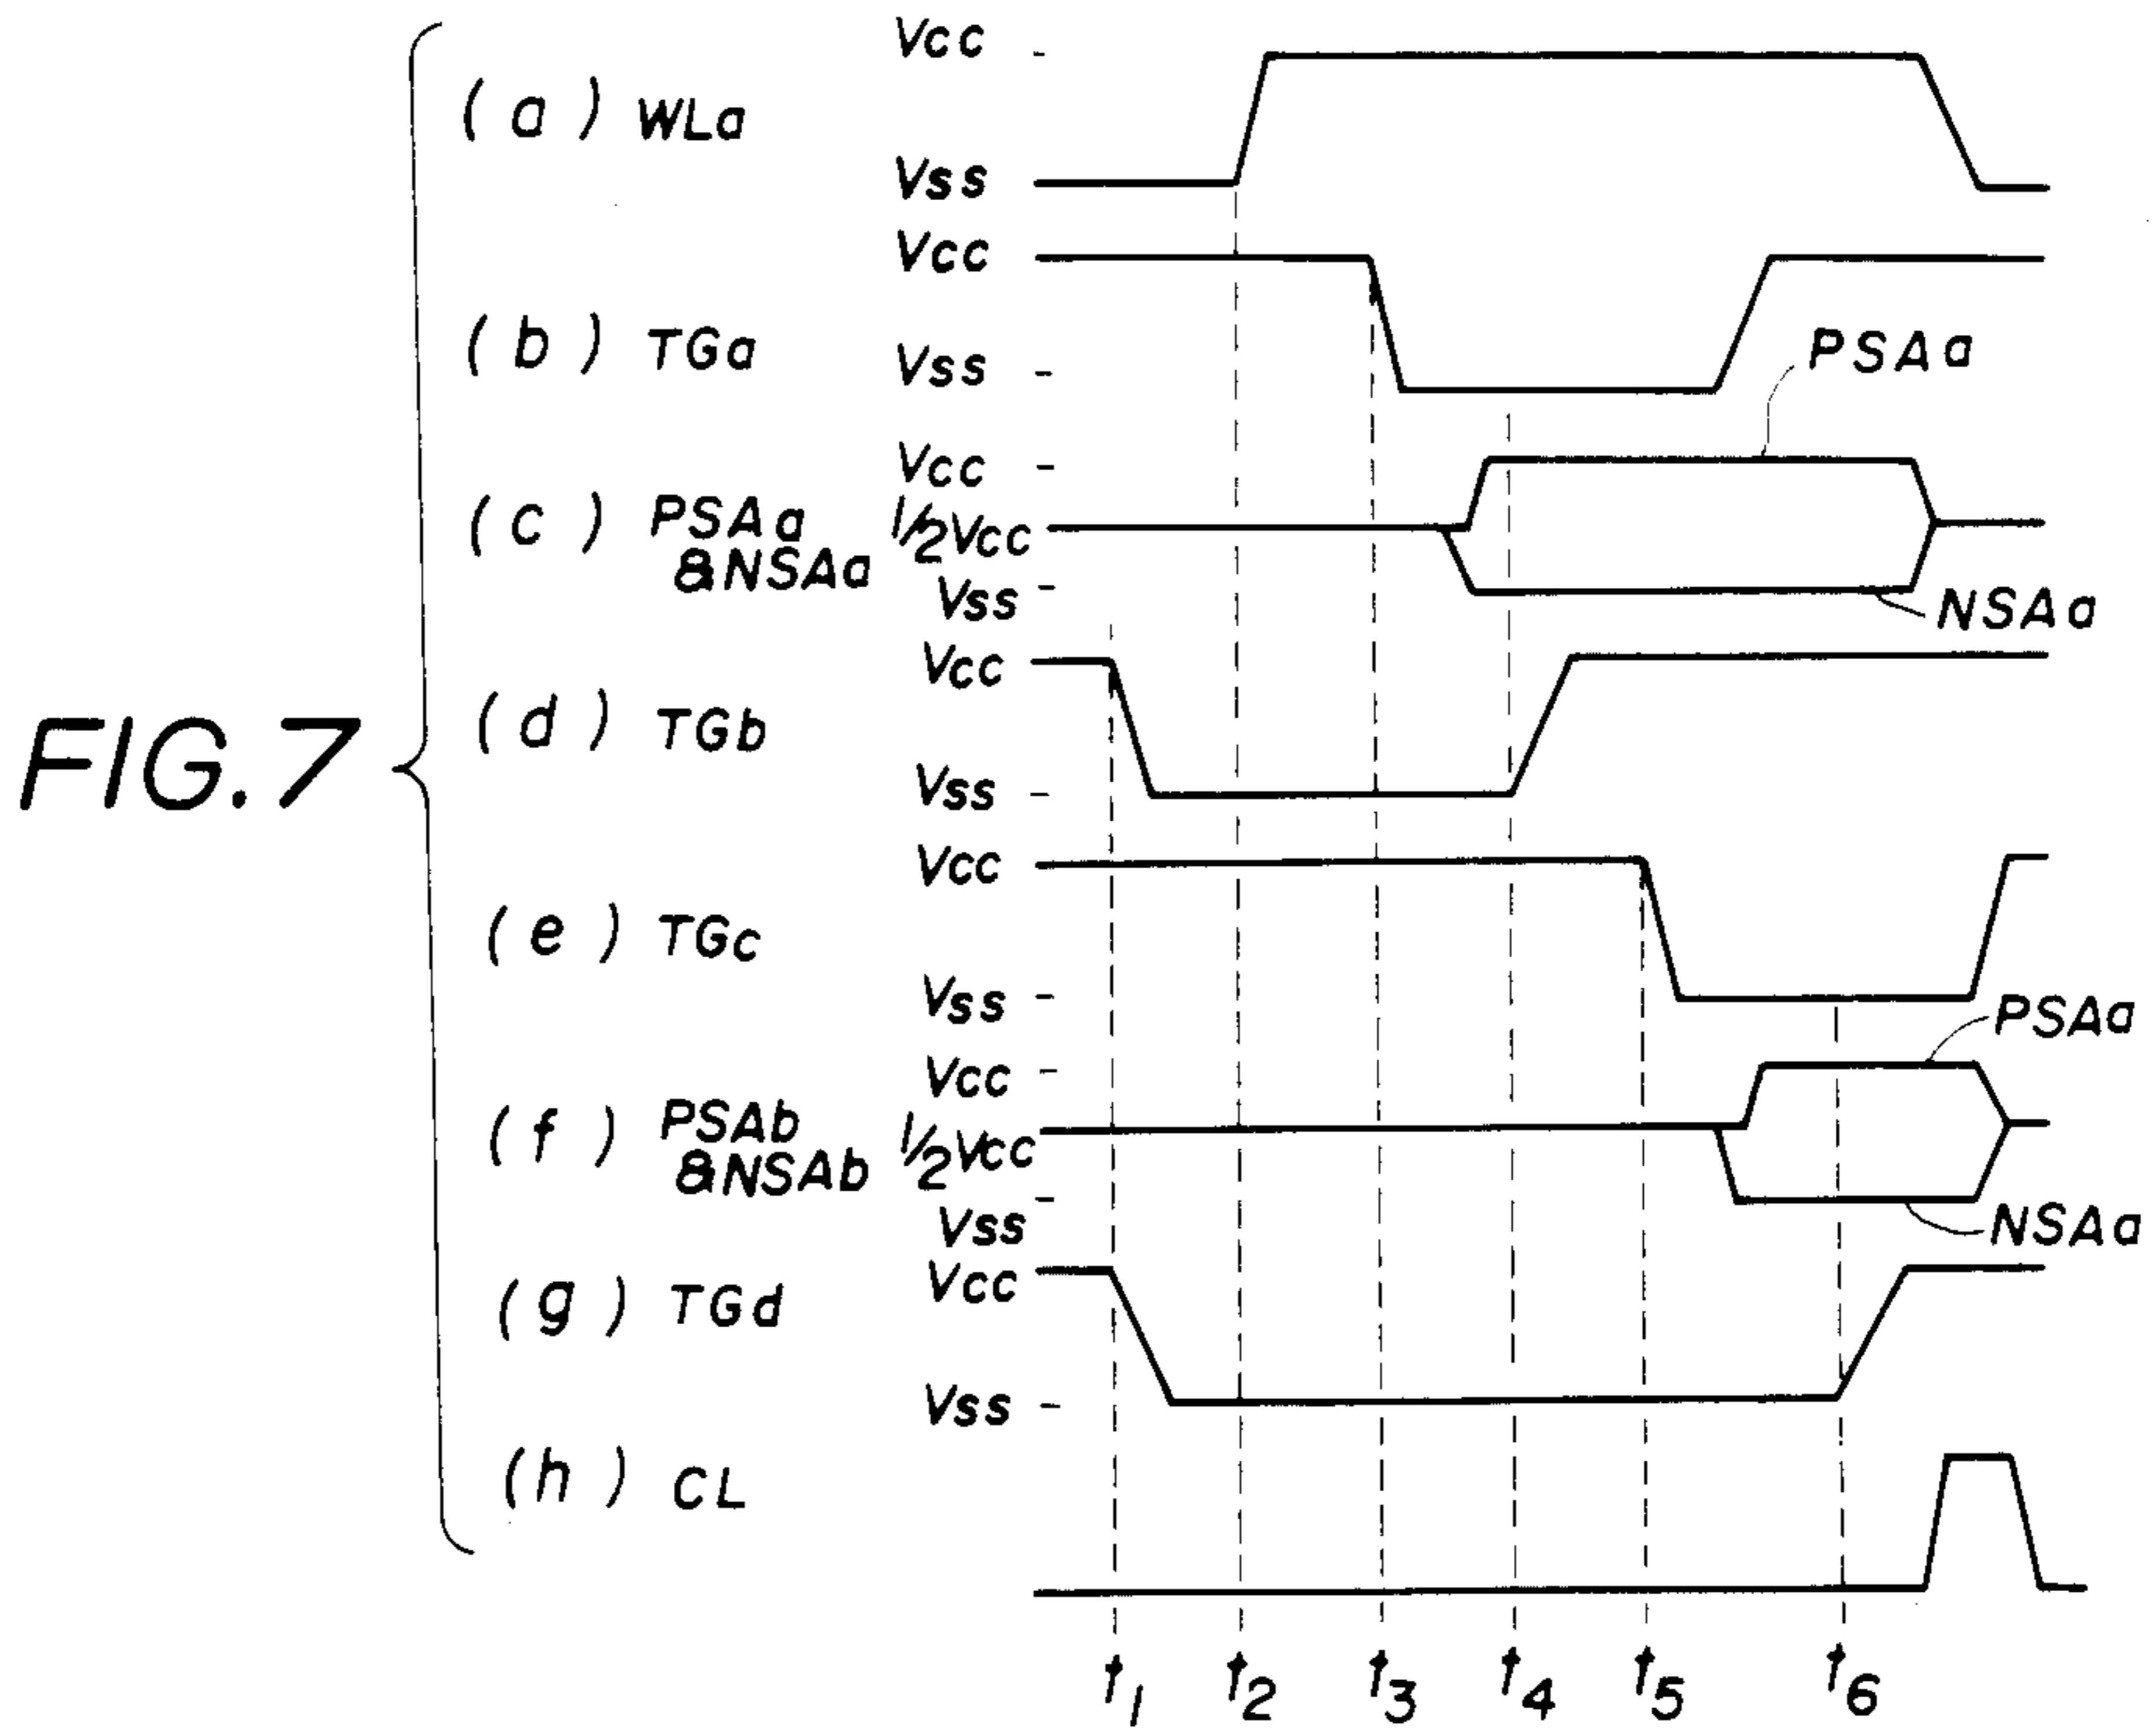 FIG.7
(a) WLa
Vcc
Vss
(b) TGa
Vcc
Vss
PSAa
(c) PSAa
&NSAa
Vcc
1/2Vcc
Vss
NSAa
(d) TGb
Vcc
Vss
(e) TGc
Vcc
Vss
PSAa
(f) PSAb
&NSAb
Vcc
1/2Vcc
Vss
NSAa
(g) TGd
Vcc
Vss
(h) CL
t1 t2 t3 t4 t5 t6